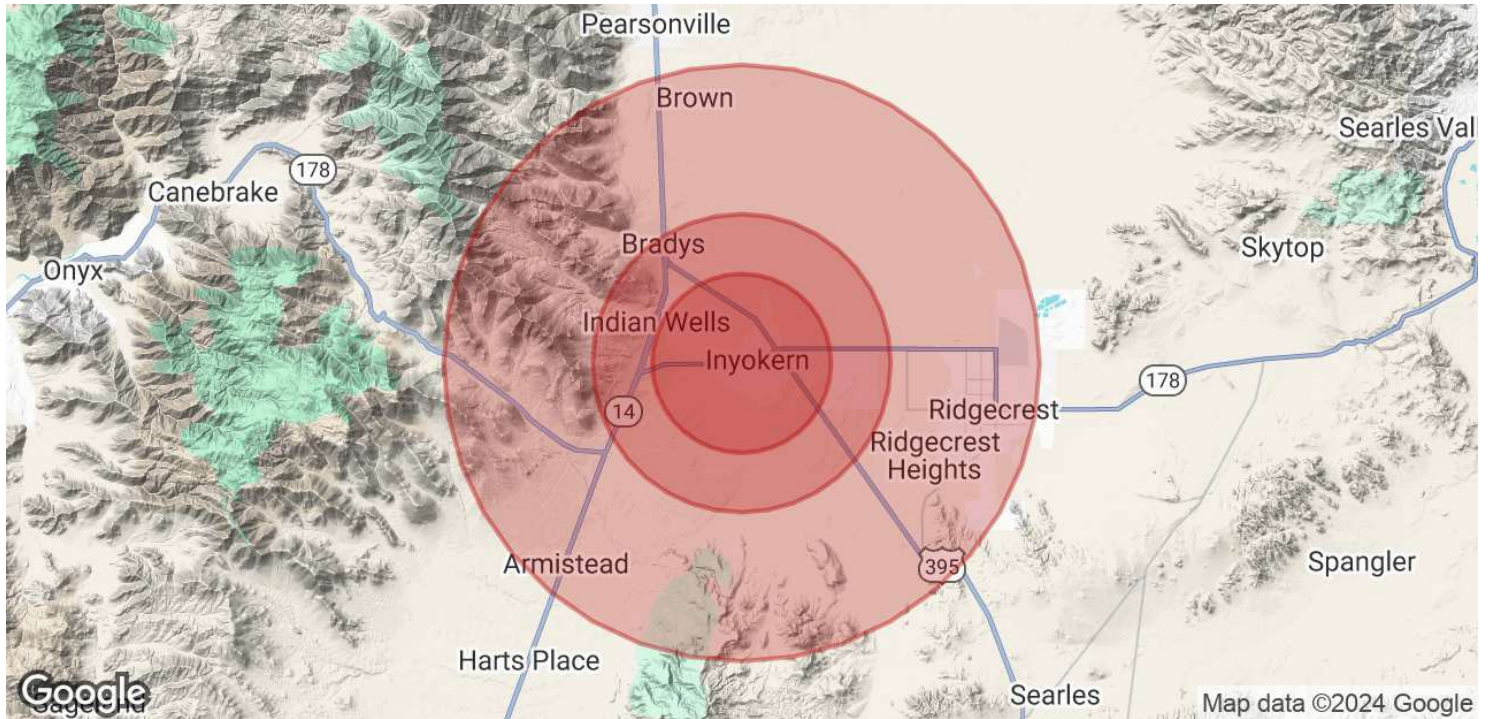 Pearsonville
Brown
Searles Val
178
Canebrake
Bradys
Skytop
Onyx
Indian Wells
Inyokern
178
14
Ridgecrest
Ridgecrest
Heights
Armistead
395
Spangler
Harts Place
Searles
Google
Map data ©2024 Google